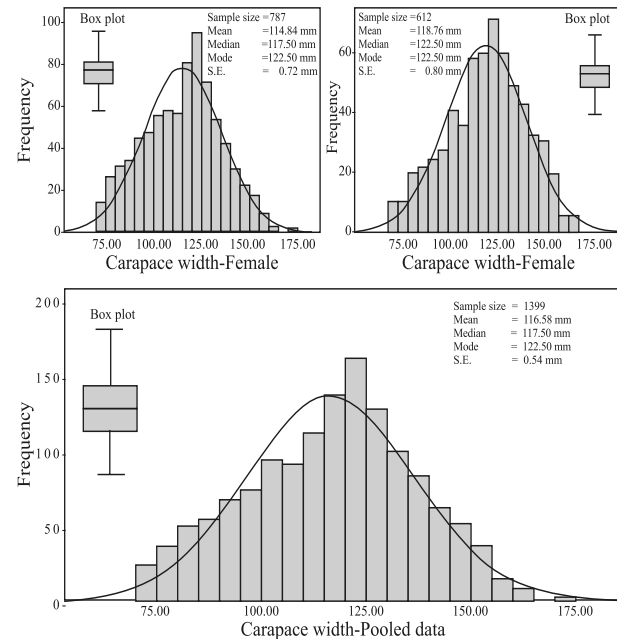 Box plot
Sample size =787
Mean =114.84 mm
Median =117.50 mm
Mode =122.50 mm
S.E. = 0.72 mm
Frequency
100
80
60
40
20
0
75.00 100.00 125.00 150.00 175.00
Carapace width-Female
Sample size =612
Mean =118.76 mm
Median =122.50 mm
Mode =122.50 mm
S.E. = 0.80 mm
Box plot
Frequency
60
40
20
0
75.00 100.00 125.00 150.00 175.00
Carapace width-Female
Box plot
Sample size = 1399
Mean = 116.58 mm
Median = 117.50 mm
Mode = 122.50 mm
S.E. = 0.54 mm
Frequency
200
150
100
50
0
75.00 100.00 125.00 150.00 175.00
Carapace width-Pooled data